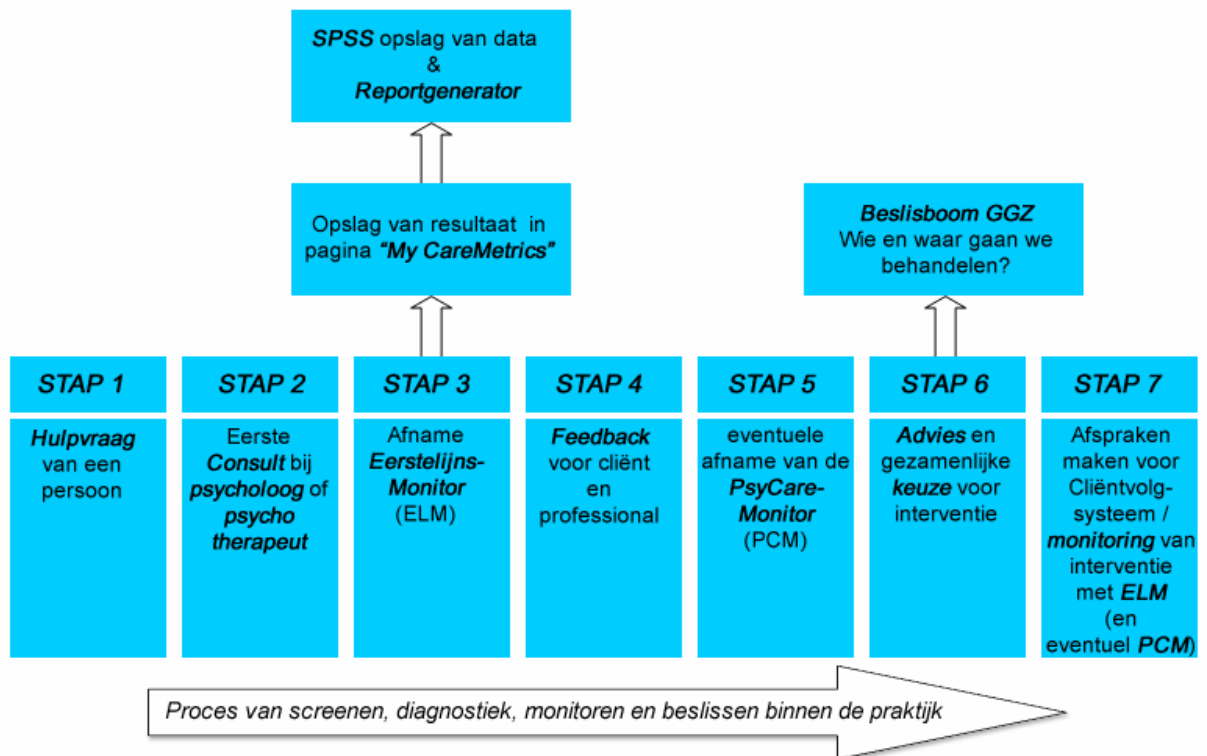 SPSS opslag van data
&
Reportgenerator
Opslag van resultaat in
pagina “My CareMetrics”
Beslisboom GGZ
Wie en waar gaan we
behandelen?
STAP 1
Hulpvraag
van een
persoon
STAP 2
Eerste
Consult bij
psycholoog of
psycho
therapeut
STAP 3
Afname
Eerstelijns-
Monitor
(ELM)
STAP 4
Feedback
voor cliënt
en
professional
STAP 5
eventuele
afname van de
PsyCare-
Monitor
(PCM)
STAP 6
Advies en
gezamenlijke
keuze voor
interventie
STAP 7
Afspraken
maken voor
Cliëntvolg-
systeem /
monitoring van
interventie
met ELM
(en
eventuel PCM)
Proces van screenen, diagnostiek, monitoren en beslissen binnen de praktijk